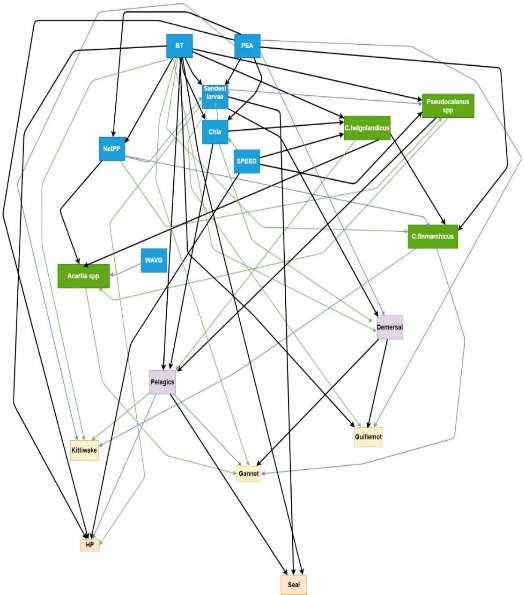 BT
PEA
Sandeel
larvae
Pseudocalanus
spp
Chla
C.helgolandicus
NetPP
SPEED
C.finmarchicus
WAVG
Acartia spp
Demersal
Pelagics
Guillemot
Kittiwake
Gannet
HP
Seal